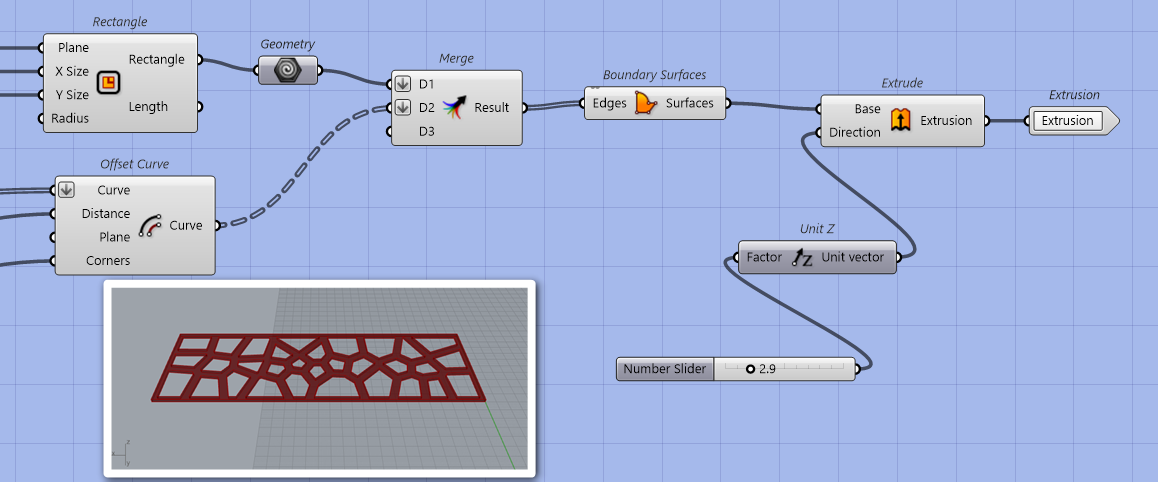 Rectangle
Plane
X Size
Y Size
Radius
Rectangle
Length
Geometry
Merge
D1
D2
D3
Result
Boundary Surfaces
Edges
Surfaces
Extrude
Base
Direction
Extrusion
Extrusion
Extrusion
Offset Curve
Curve
Distance
Plane
Corners
Curve
Unit Z
Factor
Z
Unit vector
Number Slider
2.9
z
y